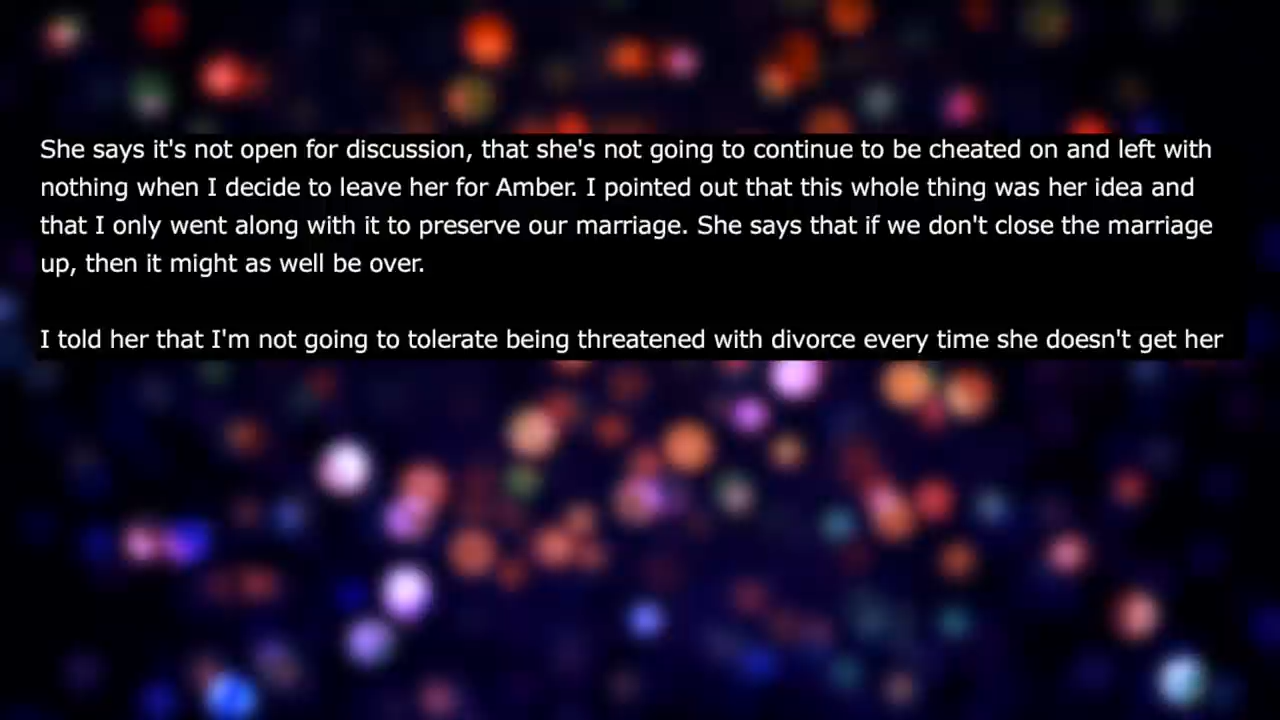 She says it's not open for discussion, that she's not going to continue to be cheated on and left with
nothing when I decide to leave her for Amber. I pointed out that this whole thing was her idea and
that I only went along with it to preserve our marriage. She says that if we don't close the marriage
up, then it might as well be over.
I told her that I'm not going to tolerate being threatened with divorce every time she doesn't get her